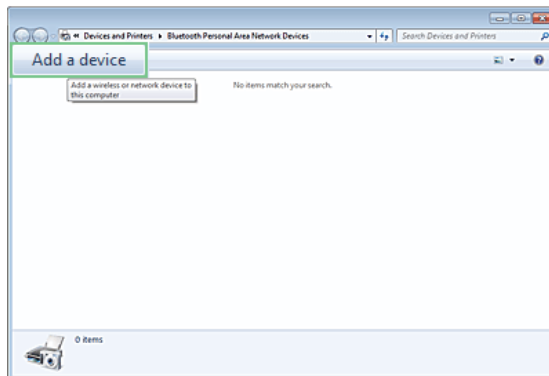 « Devices and Printers ▸ Bluetooth Personal Area Network Devices
Search Devices and Printers
Add a device
Add a wireless or network device to
this computer
No items match your search.
0 items